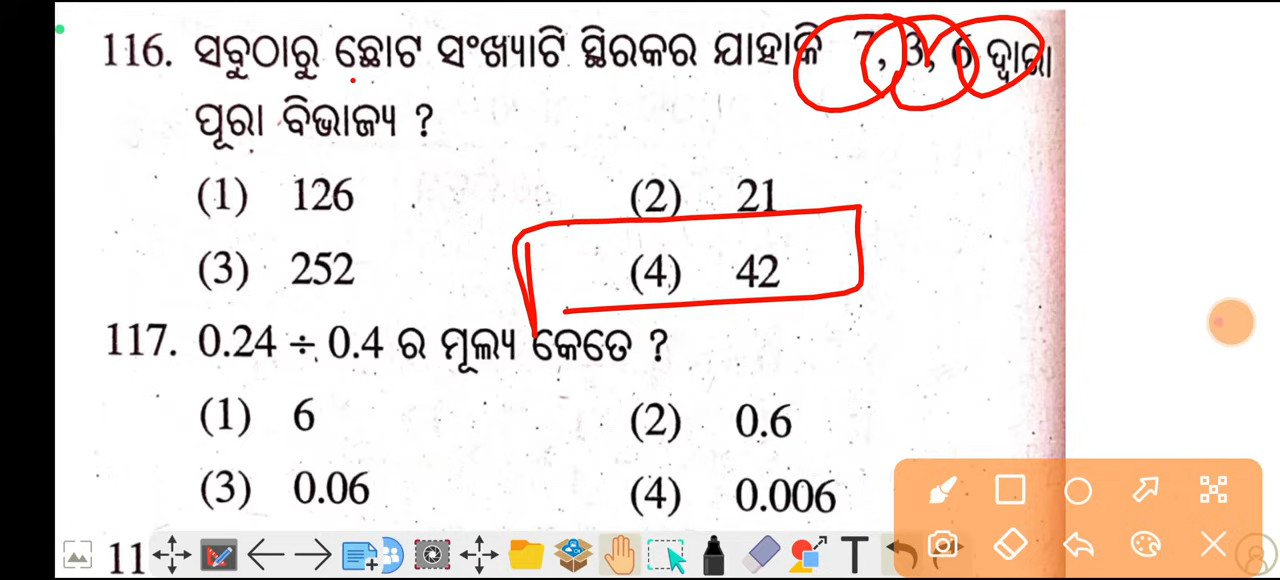 116. ସବୁଠାରୁ ଛୋଟ ସଂଖ୍ୟାଟି ସ୍ଥିରକର ଯାହାକି 7, 3, 6 ଦ୍ୱାରା
ପୂରା ବିଭାଜ୍ୟ ?
(1) 126 (2) 21
(3) 252 (4) 42
117. 0.24 ÷ 0.4 ର ମୂଲ୍ୟ କେତେ ?
(1) 6 (2) 0.6
(3) 0.06 (4) 0.006
11